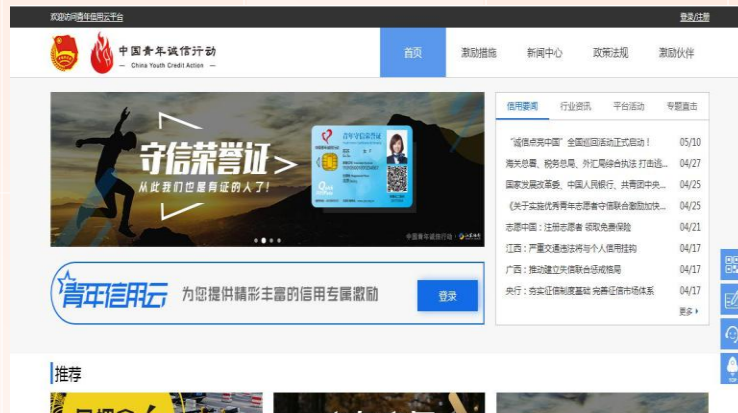 欢迎访问青年信用云平台
登录/注册
中国青年诚信行动
— China Youth Credit Action —
首页 激励措施 新闻中心 政策法规 激励伙伴
守信荣誉证 >
从此我们也是有证的人了！
青年守信荣誉证
中国青年诚信行动
信用要闻 行业资讯 平台活动 专题直击
“诚信点亮中国”全国巡回活动正式启动！ 05/10
海关总署、税务总局、外汇局综合执法 打击逃... 04/27
国家发展改革委、中国人民银行、共青团中央... 04/25
《关于实施优秀青年志愿者守信联合激励加快... 04/25
志愿中国：注册志愿者 领取免费保险 04/21
江西：严重交通违法将与个人信用挂钩 04/17
广西：推动建立失信联合惩戒格局 04/17
央行：夯实征信制度基础 完善征信市场体系 04/17
更多
青年信用云 为您提供精彩丰富的信用专属激励 登录
TOP
推荐